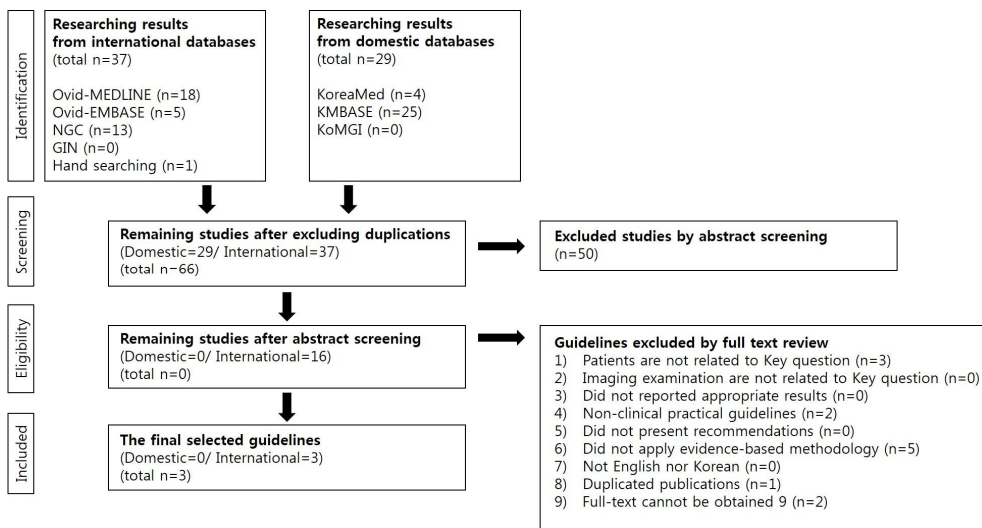 Identification
Researching results
from international databases
(total n=37)
Ovid-MEDLINE (n=18)
Ovid-EMBASE (n=5)
NGC (n=13)
GIN (n=0)
Hand searching (n=1)
Researching results
from domestic databases
(total n=29)
KoreaMed (n=4)
KMBASE (n=25)
KoMGI (n=0)
Screening
Remaining studies after excluding duplications
(Domestic=29/ International=37)
(total n−66)
Excluded studies by abstract screening
(n=50)
Eligibility
Remaining studies after abstract screening
(Domestic=0/ International=16)
(total n=0)
Guidelines excluded by full text review
1) Patients are not related to Key question (n=3)
2) Imaging examination are not related to Key question (n=0)
3) Did not reported appropriate results (n=0)
4) Non-clinical practical guidelines (n=2)
5) Did not present recommendations (n=0)
6) Did not apply evidence-based methodology (n=5)
7) Not English nor Korean (n=0)
8) Duplicated publications (n=1)
9) Full-text cannot be obtained 9 (n=2)
Included
The final selected guidelines
(Domestic=0/ International=3)
(total n=3)